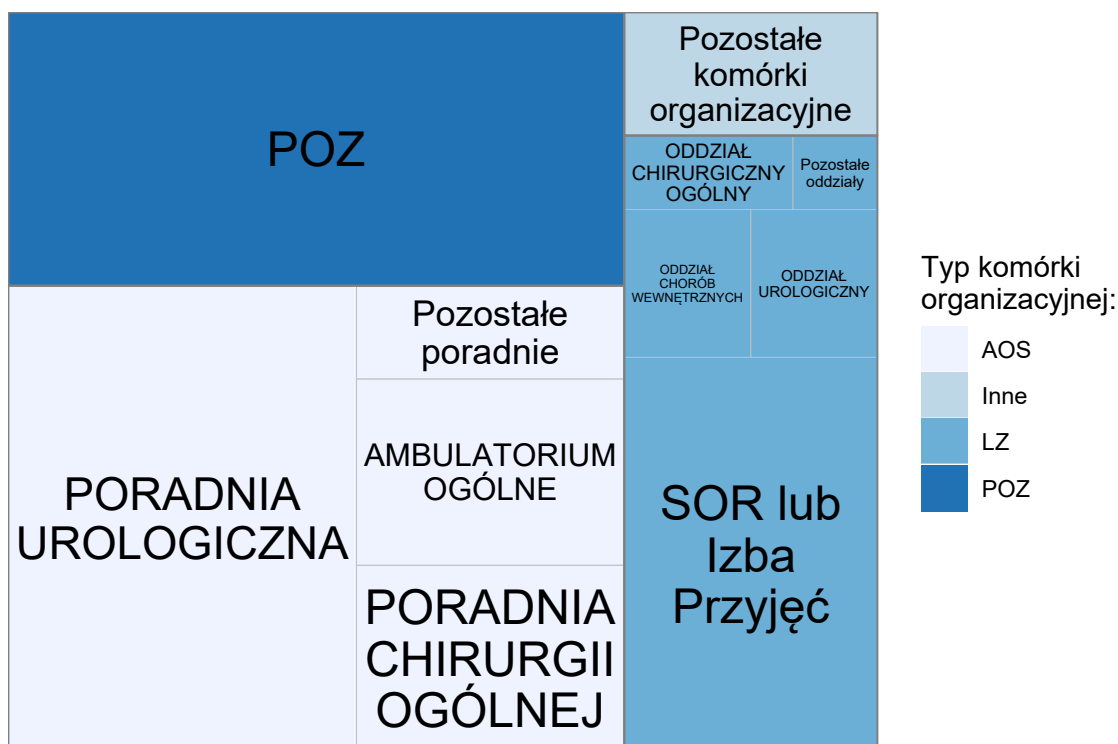 POZ
Pozostałe
komórki
organizacyjne
ODDZIAŁ
CHIRURGICZNY
OGÓLNY
Pozostałe
oddziały
ODDZIAŁ
CHORÓB
WEWNĘTRZNYCH
ODDZIAŁ
UROLOGICZNY
Pozostałe
poradnie
AMBULATORIUM
OGÓLNE
PORADNIA
UROLOGICZNA
PORADNIA
CHIRURGII
OGÓLNEJ
SOR lub
Izba
Przyjęć
Typ komórki
organizacyjnej:
AOS
Inne
LZ
POZ